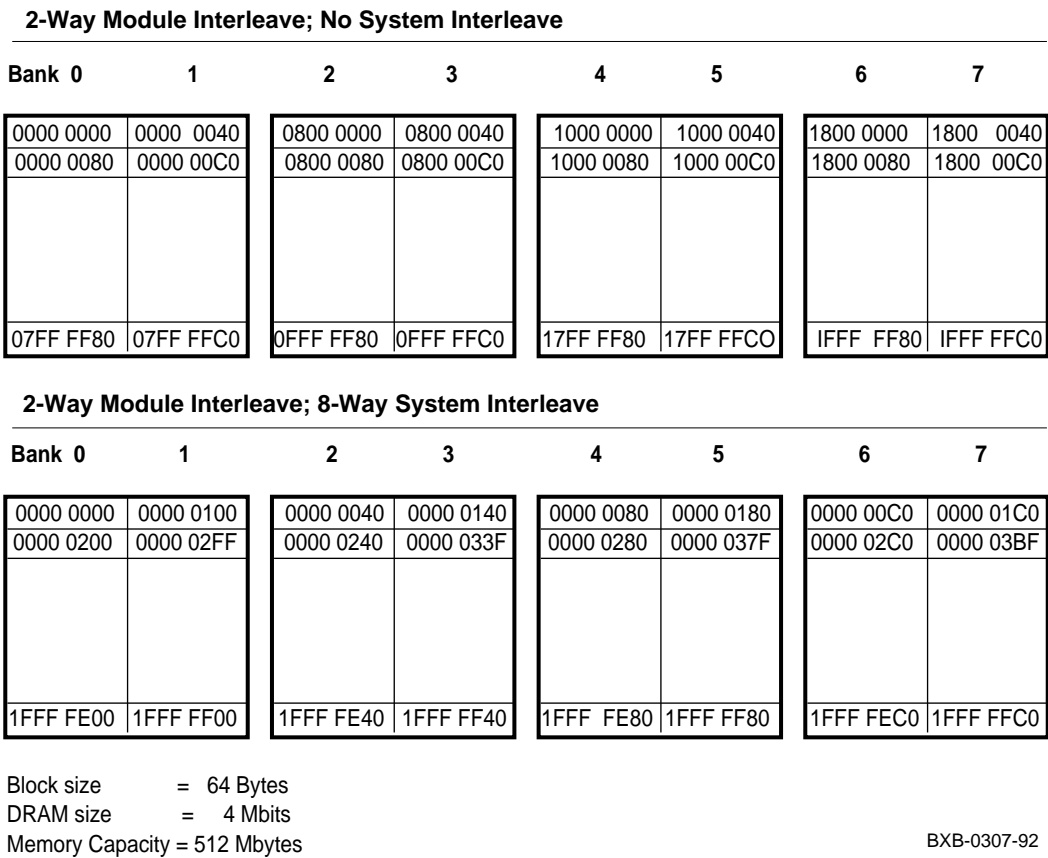 2-Way Module Interleave; No System Interleave
Bank 0 1 2 3 4 5 6 7
0000 0000 0000 0040 0800 0000 0800 0040 1000 0000 1000 0040 1800 0000 1800 0040
0000 0080 0000 00C0 0800 0080 0800 00C0 1000 0080 1000 00C0 1800 0080 1800 00C0
07FF FF80 07FF FFC0 0FFF FF80 0FFF FFC0 17FF FF80 17FF FFCO IFFF FF80 IFFF FFC0
2-Way Module Interleave; 8-Way System Interleave
Bank 0 1 2 3 4 5 6 7
0000 0000 0000 0100 0000 0040 0000 0140 0000 0080 0000 0180 0000 00C0 0000 01C0
0000 0200 0000 02FF 0000 0240 0000 033F 0000 0280 0000 037F 0000 02C0 0000 03BF
1FFF FE00 1FFF FF00 1FFF FE40 1FFF FF40 1FFF FE80 1FFF FF80 1FFF FEC0 1FFF FFC0
Block size = 64 Bytes
DRAM size = 4 Mbits
Memory Capacity = 512 Mbytes
BXB-0307-92